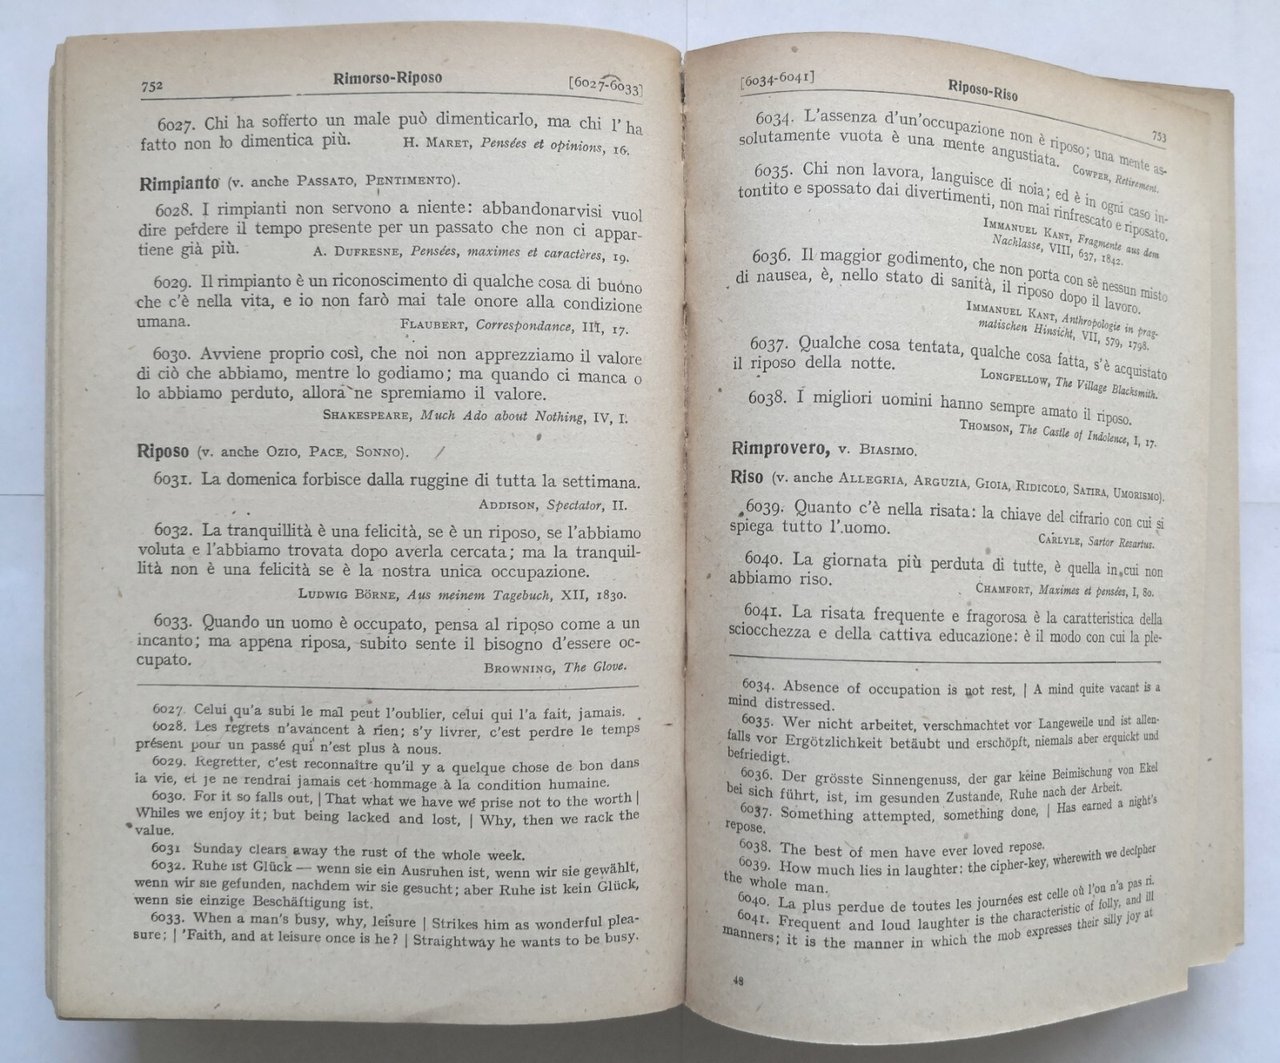 752 Rimorso-Riposo [6027-6033]
6027. Chi ha sofferto un male può dimenticarlo, ma chi l'ha
fatto non lo dimentica più. H. MARET, Pensées et opinions, 16.
Rimpianto (v. anche PASSATO, PENTIMENTO).
6028. I rimpianti non servono a niente: abbandonarvisi vuol
dire perdere il tempo presente per un passato che non ci appar-
tiene già più. A. DUFRESNE, Pensées, maximes et caractères, 19.
6029. Il rimpianto è un riconoscimento di qualche cosa di buono
che c'è nella vita, e io non farò mai tale onore alla condizione
umana. FLAUBERT, Correspondance, III, 17.
6030. Avviene proprio così, che noi non apprezziamo il valore
di ciò che abbiamo, mentre lo godiamo; ma quando ci manca o
lo abbiamo perduto, allora ne spremiamo il valore.
SHAKESPEARE, Much Ado about Nothing, IV, I.
Riposo (v. anche OZIO, PACE, SONNO).
6031. La domenica forbisce dalla ruggine di tutta la settimana.
ADDISON, Spectator, II.
6032. La tranquillità è una felicità, se è un riposo, se l'abbiamo
voluta e l'abbiamo trovata dopo averla cercata; ma la tranquil-
lità non è una felicità se è la nostra unica occupazione.
LUDWIG BÖRNE, Aus meinem Tagebuch, XII, 1830.
6033. Quando un uomo è occupato, pensa al riposo come a un
incanto; ma appena riposa, subito sente il bisogno d'essere oc-
cupato. BROWNING, The Glove.
6027. Celui qu'a subi le mal peut l'oublier, celui qui l'a fait, jamais.
6028. Les regrets n'avancent à rien; s'y livrer, c'est perdre le temps
présent pour un passé qui n'est plus à nous.
6029. Regretter, c'est reconnaître qu'il y a quelque chose de bon dans
la vie, et je ne rendrai jamais cet hommage à la condition humaine.
6030. For it so falls out, | That what we have we prise not to the worth |
Whiles we enjoy it; but being lacked and lost, | Why, then we rack the
value.
6031 Sunday clears away the rust of the whole week.
6032. Ruhe ist Glück — wenn sie ein Ausruhen ist, wenn wir sie gewählt,
wenn wir sie gefunden, nachdem wir sie gesucht; aber Ruhe ist kein Glück,
wenn sie einzige Beschäftigung ist.
6033. When a man's busy, why, leisure | Strikes him as wonderful plea-
sure; | 'Faith, and at leisure once is he? | Straightway he wants to be busy.
[6034-6041] Riposo-Riso 753
6034. L'assenza d'un'occupazione non è riposo; una mente as-
solutamente vuota è una mente angustiata. COWPER, Retirement.
6035. Chi non lavora, languisce di noia; ed è in ogni caso in-
tontito e spossato dai divertimenti, non mai rinfrescato e riposato.
IMMANUEL KANT, Fragmente aus dem
Nachlasse, VIII, 637, 1842.
6036. Il maggior godimento, che non porta con sè nessun misto
di nausea, è, nello stato di sanità, il riposo dopo il lavoro.
IMMANUEL KANT, Anthropologie in prag-
matischen Hinsicht, VII, 579, 1798.
6037. Qualche cosa tentata, qualche cosa fatta, s'è acquistato
il riposo della notte. LONGFELLOW, The Village Blacksmith.
6038. I migliori uomini hanno sempre amato il riposo.
THOMSON, The Castle of Indolence, I, 17.
Rimprovero, v. BIASIMO.
Riso (v. anche ALLEGRIA, ARGUZIA, GIOIA, RIDICOLO, SATIRA, UMORISMO).
6039. Quanto c'è nella risata: la chiave del cifrario con cui si
spiega tutto l'uomo. CARLYLE, Sartor Resartus.
6040. La giornata più perduta di tutte, è quella in cui non
abbiamo riso. CHAMFORT, Maximes et pensées, I, 80.
6041. La risata frequente e fragorosa è la caratteristica della
sciocchezza e della cattiva educazione: è il modo con cui la ple-
6034. Absence of occupation is not rest, | A mind quite vacant is a
mind distressed.
6035. Wer nicht arbeitet, verschmachtet vor Langeweile und ist allen-
falls vor Ergötzlichkeit betäubt und erschöpft, niemals aber erquickt und
befriedigt.
6036. Der grösste Sinnengenuss, der gar keine Beimischung von Ekel
bei sich führt, ist, im gesunden Zustande, Ruhe nach der Arbeit.
6037. Something attempted, something done, | Has earned a night's
repose.
6038. The best of men have ever loved repose.
6039. How much lies in laughter: the cipher-key, wherewith we decipher
the whole man.
6040. La plus perdue de toutes les journées est celle où l'on n'a pas ri.
6041. Frequent and loud laughter is the characteristic of folly, and ill
manners; it is the manner in which the mob expresses their silly joy at
48